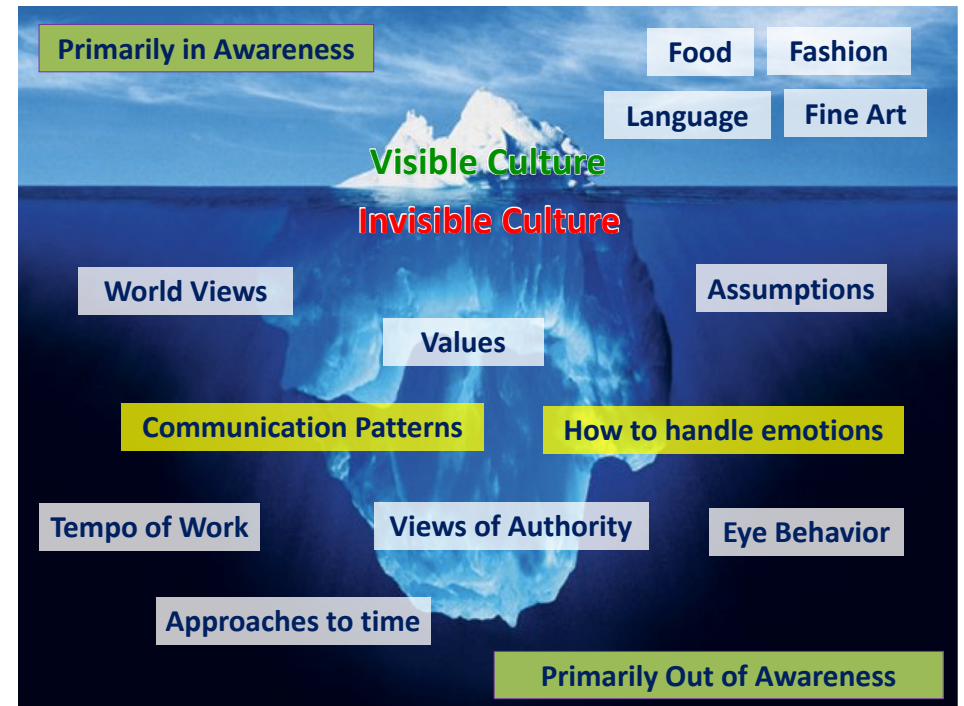 Primarily in Awareness
Food
Fashion
Language
Fine Art
Visible Culture
Invisible Culture
World Views
Assumptions
Values
Communication Patterns
How to handle emotions
Tempo of Work
Views of Authority
Eye Behavior
Approaches to time
Primarily Out of Awareness